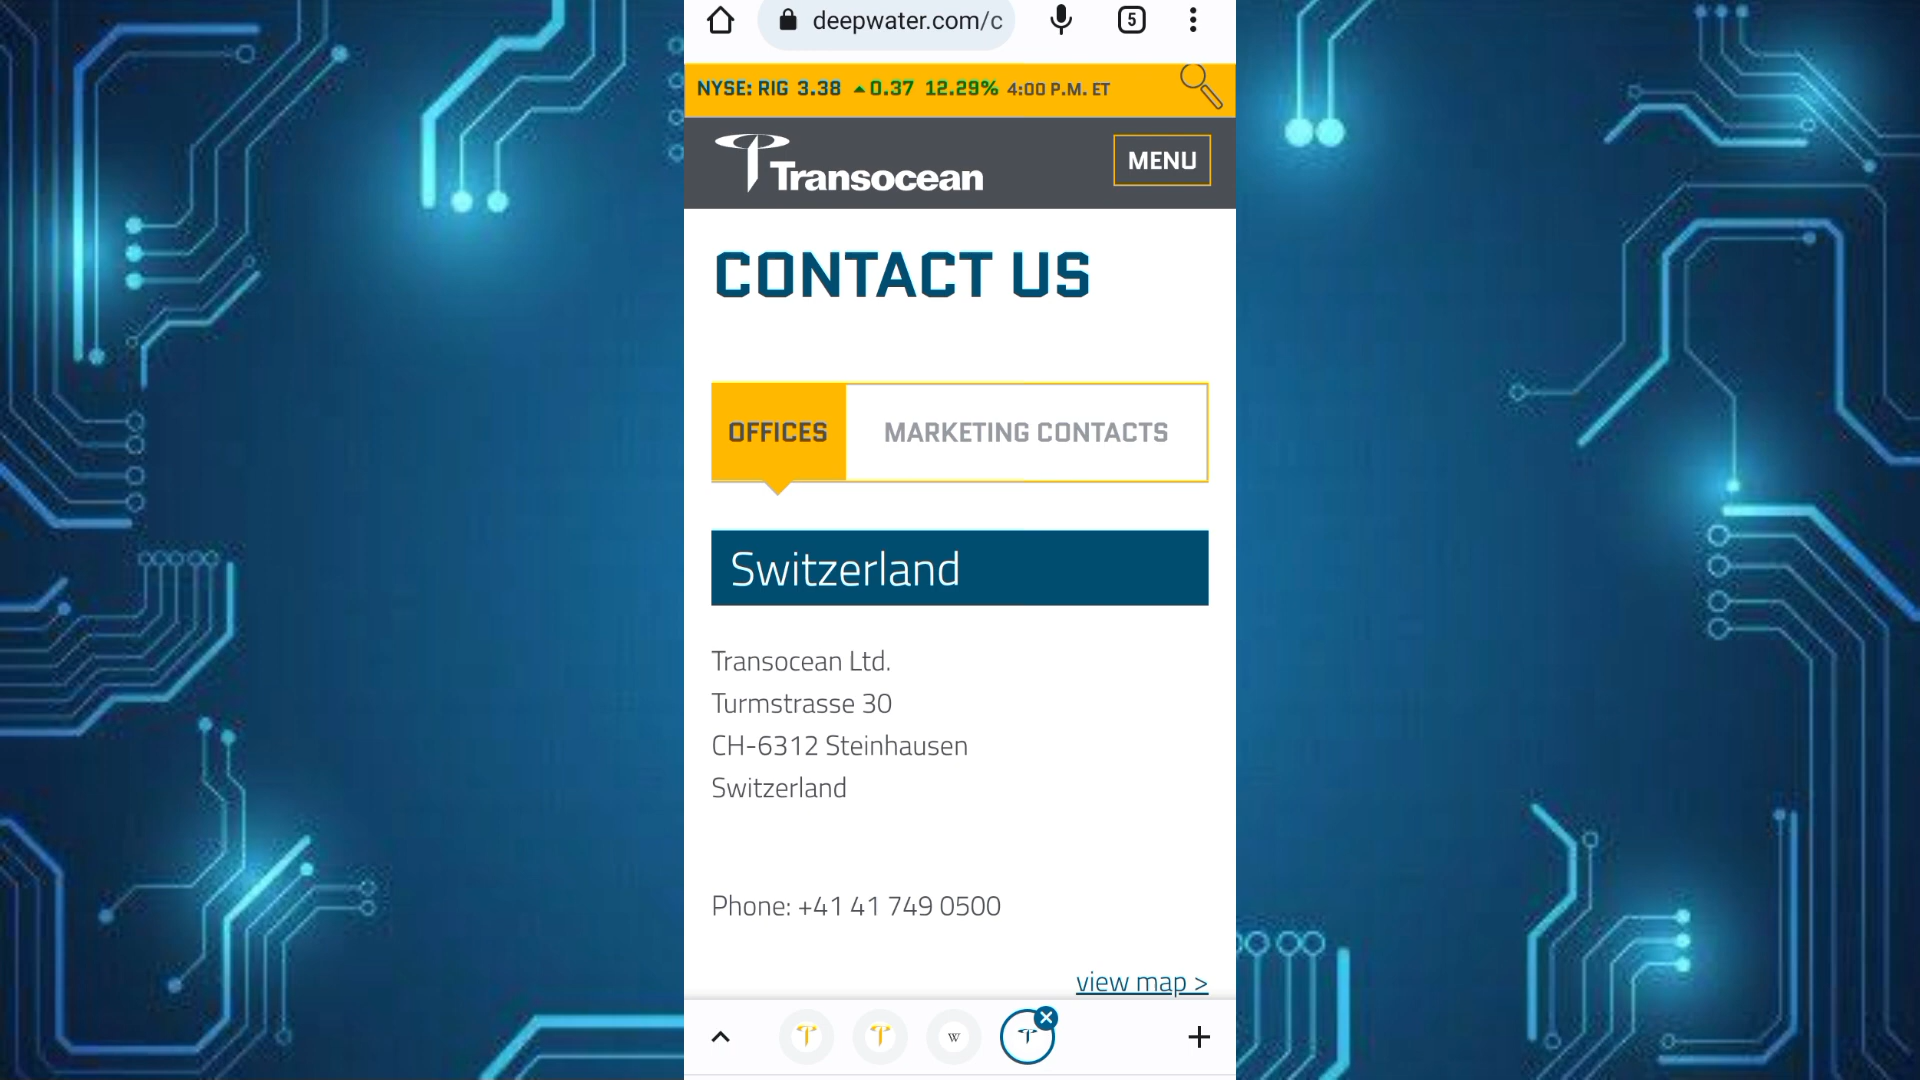 deepwater.com/c
5
NYSE: RIG 3.38 ▲0.37 12.29% 4:00 P.M. ET
Transocean
MENU
CONTACT US
OFFICES
MARKETING CONTACTS
Switzerland
Transocean Ltd.
Turmstrasse 30
CH-6312 Steinhausen
Switzerland
Phone: +41 41 749 0500
view map >
W